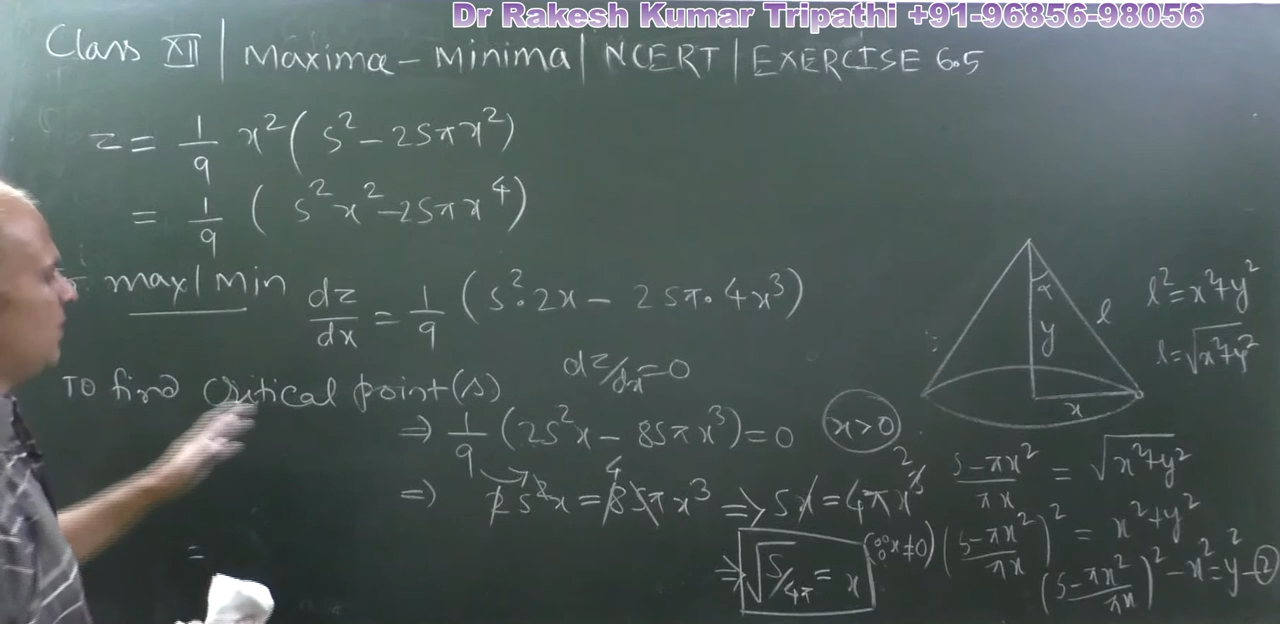 Dr Rakesh Kumar Tripathi +91-96856-98056
Class XII | Maxima - Minima | NCERT | EXERCISE 6.5
z = 1/9 x² ( S² - 2Sπx² )
= 1/9 ( S²x² - 2Sπx⁴ )
max/Min dz/dx = 1/9 ( S²·2x - 2Sπ·4x³ )
To find critical point(s) dz/dx = 0
⇒ 1/9 ( 2S²x - 8Sπx³ ) = 0 x>0
⇒ 2S²x = 8Sπx³ 4 ⇒ Sx = 4πx³ 2
⇒ √S/4π = x (∵ x≠0)
=
α
y
l
x
l² = x²+y²
l = √x²+y²
S-πx²/πx = √x²+y²
(S-πx²/πx)² = x²+y²
(S-πx²/πx)² - x² = y² - ②